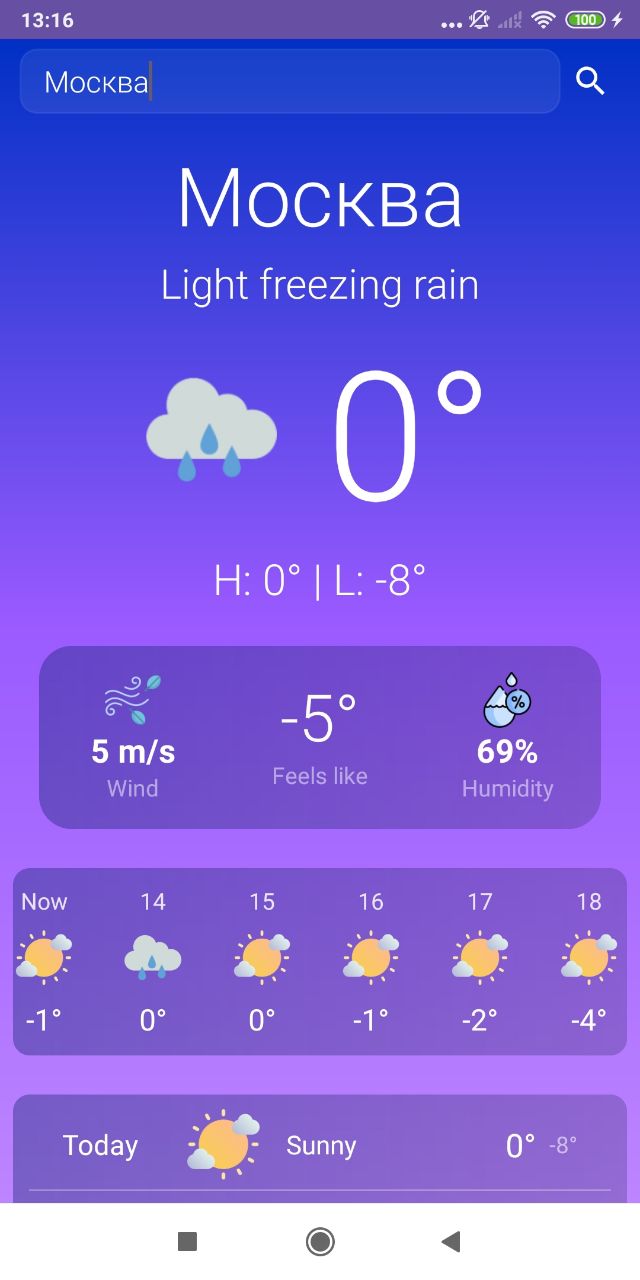 13:16 100
Москва
Москва
Light freezing rain
0°
H: 0° | L: -8°
%
5 m/s -5° 69%
Wind Feels like Humidity
Now 14 15 16 17 18
-1° 0° 0° -1° -2° -4°
Today Sunny 0° -8°